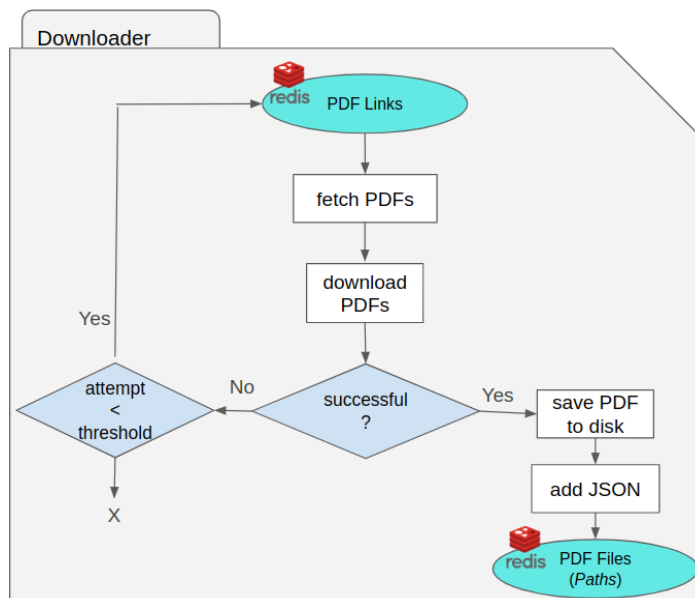 Downloader
redis
PDF Links
fetch PDFs
download
PDFs
Yes
attempt
<
threshold
No
successful
?
Yes
save PDF
to disk
X
add JSON
redis
PDF Files
(Paths)